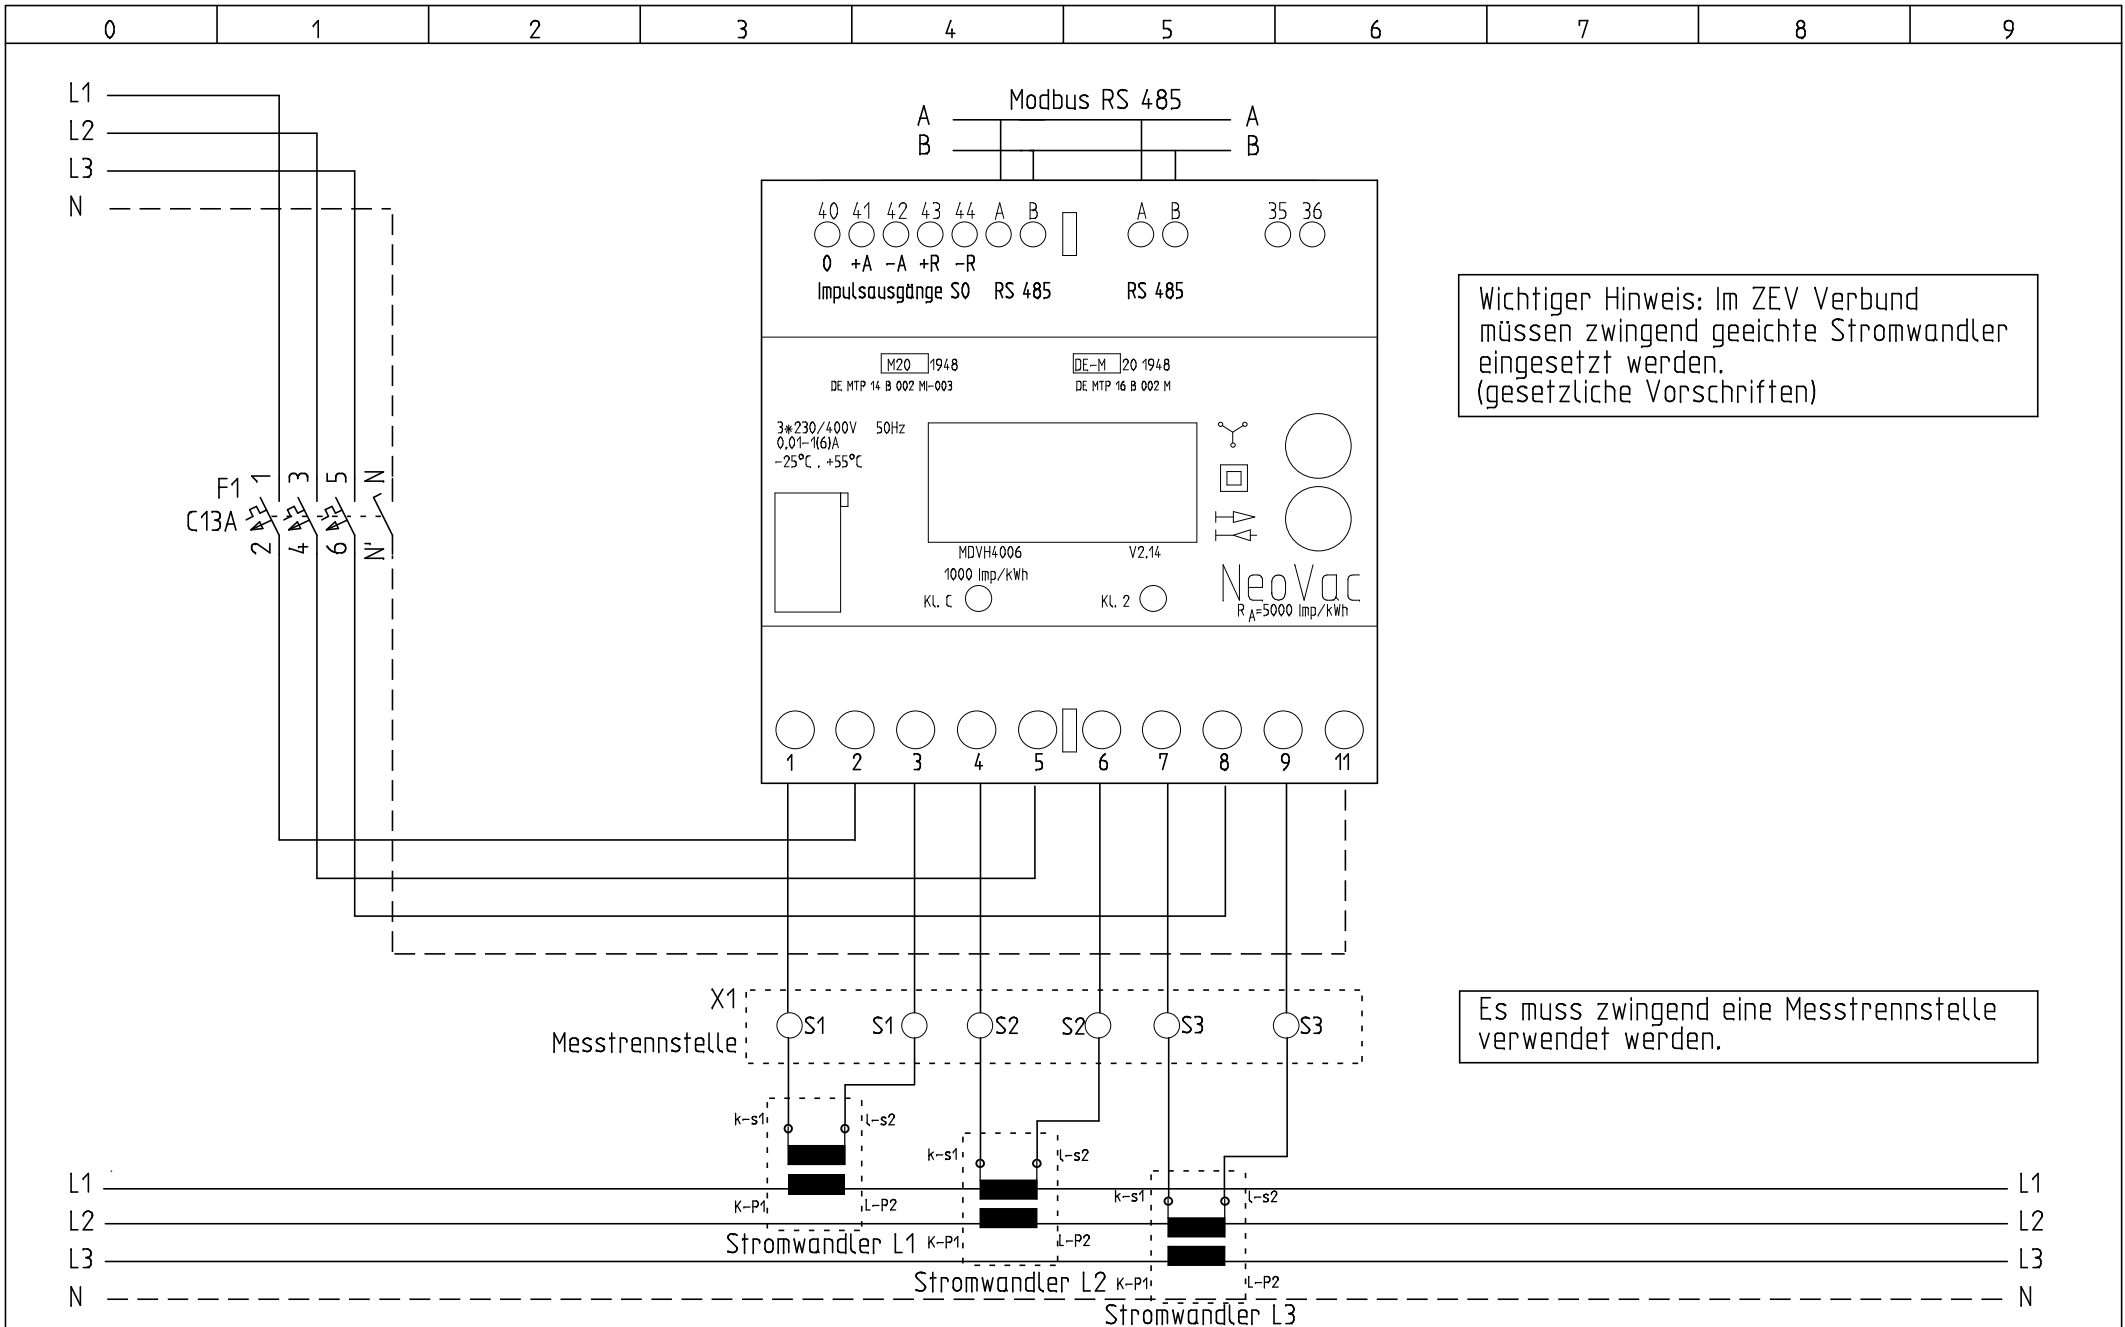 0 1 2 3 4 5 6 7 8 9
L1
L2
L3
N
Modbus RS 485
A A
B B
40 41 42 43 44 A B A B 35 36
0 +A -A +R -R
Impulsausgänge S0 RS 485 RS 485
Wichtiger Hinweis: Im ZEV Verbund
müssen zwingend geeichte Stromwandler
eingesetzt werden.
(gesetzliche Vorschriften)
M20 1948 DE-M 20 1948
DE MTP 14 B 002 MI-003 DE MTP 16 B 002 M
3*230/400V 50Hz
0,01-1(6)A
-25°C . +55°C
F1 1 3 5 N
C13A
2 4 6 N'
MDVH4006 V2.14
1000 Imp/kWh
Kl. C Kl. 2
NeoVac
RA=5000 Imp/kWh
1 2 3 4 5 6 7 8 9 11
X1
S1 S1 S2 S2 S3 S3
Messtrennstelle
Es muss zwingend eine Messtrennstelle
verwendet werden.
k-s1 l-s2
k-s1 l-s2
k-s1 l-s2
L1 L1
K-P1 L-P2
L2 L2
Stromwandler L1 K-P1 L-P2
L3 L3
Stromwandler L2 K-P1 L-P2
N N
Stromwandler L3